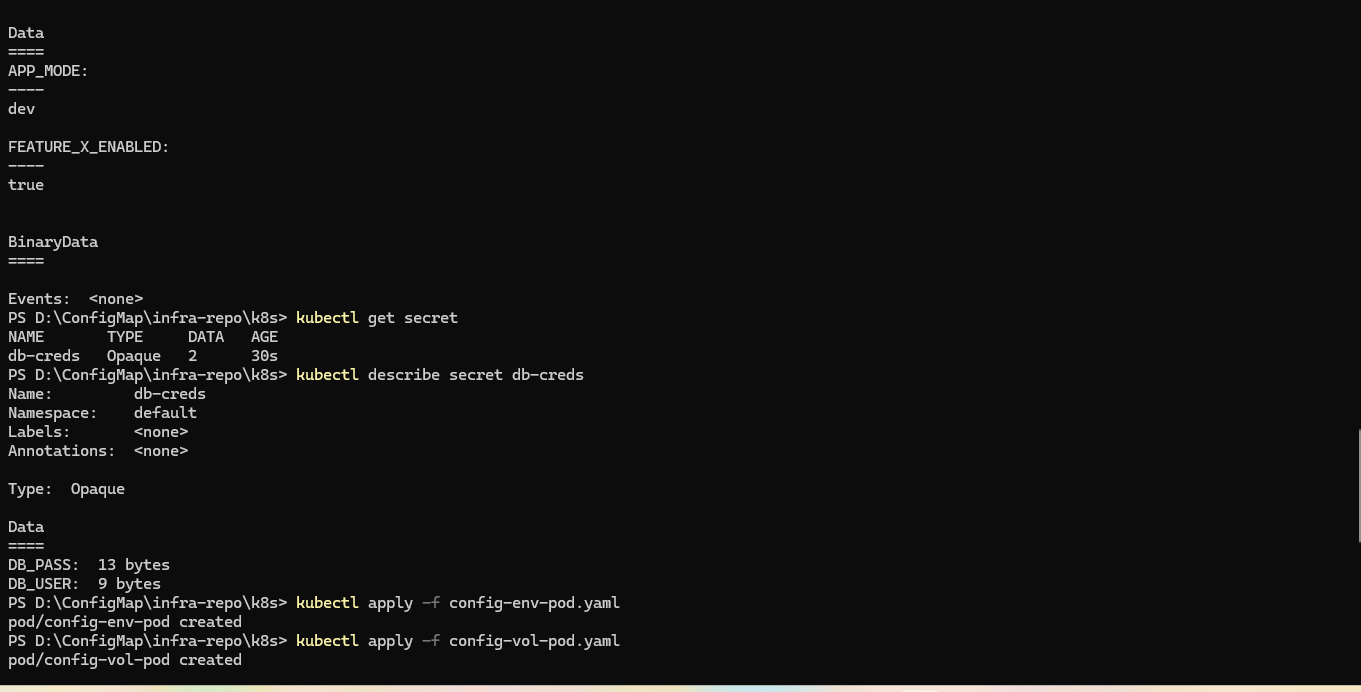 Data
====
APP_MODE:
----
dev
FEATURE_X_ENABLED:
----
true
BinaryData
====
Events:  <none>
PS D:\ConfigMap\infra-repo\k8s> kubectl get secret
NAME       TYPE     DATA   AGE
db-creds   Opaque   2      30s
PS D:\ConfigMap\infra-repo\k8s> kubectl describe secret db-creds
Name:         db-creds
Namespace:    default
Labels:       <none>
Annotations:  <none>
Type:  Opaque
Data
====
DB_PASS:  13 bytes
DB_USER:  9 bytes
PS D:\ConfigMap\infra-repo\k8s> kubectl apply -f config-env-pod.yaml
pod/config-env-pod created
PS D:\ConfigMap\infra-repo\k8s> kubectl apply -f config-vol-pod.yaml
pod/config-vol-pod created